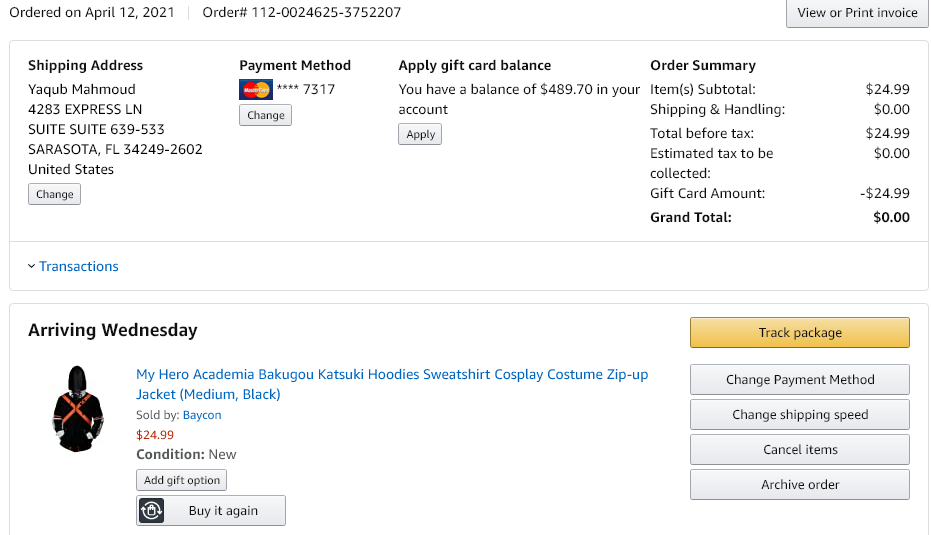 Ordered on April 12, 2021 Order# 112-0024625-3752207
View or Print invoice
Shipping Address
Yaqub Mahmoud
4283 EXPRESS LN
SUITE SUITE 639-533
SARASOTA, FL 34249-2602
United States
Change
Payment Method
MasterCard **** 7317
Change
Apply gift card balance
You have a balance of $489.70 in your
account
Apply
Order Summary
Item(s) Subtotal: $24.99
Shipping & Handling: $0.00
Total before tax: $24.99
Estimated tax to be $0.00
collected:
Gift Card Amount: -$24.99
Grand Total: $0.00
Transactions
Arriving Wednesday
My Hero Academia Bakugou Katsuki Hoodies Sweatshirt Cosplay Costume Zip-up
Jacket (Medium, Black)
Sold by: Baycon
$24.99
Condition: New
Add gift option
Buy it again
Track package
Change Payment Method
Change shipping speed
Cancel items
Archive order